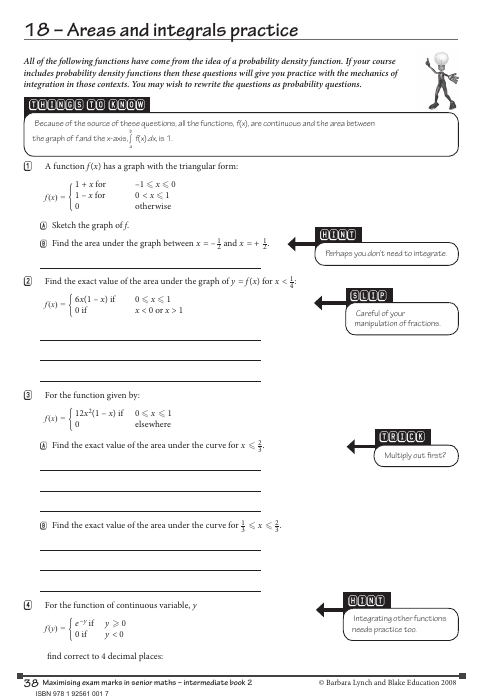 18 – Areas and integrals practice
All of the following functions have come from the idea of a probability density function. If your course
includes probability density functions then these questions will give you practice with the mechanics of
integration in those contexts. You may wish to rewrite the questions as probability questions.
THINGS TO KNOW
Because of the source of these questions, all the functions, f(x), are continuous and the area between
the graph of f and the x-axis, ∫ f(x).dx, is 1.
1 A function f(x) has a graph with the triangular form:
f(x) = { 1 + x for −1 ⩽ x ⩽ 0
1 − x for 0 < x ⩽ 1
0 otherwise
A Sketch the graph of f.
B Find the area under the graph between x = −1/2 and x = + 1/2.
HINT
Perhaps you don't need to integrate.
2 Find the exact value of the area under the graph of y = f(x) for x < 1/4:
f(x) = { 6x(1 − x) if 0 ⩽ x ⩽ 1
0 if x < 0 or x > 1
SLIP
Careful of your
manipulation of fractions.
3 For the function given by:
f(x) = { 12x²(1 − x) if 0 ⩽ x ⩽ 1
0 elsewhere
A Find the exact value of the area under the curve for x ⩽ 2/3.
TRICK
Multiply out first?
B Find the exact value of the area under the curve for 1/3 ⩽ x ⩽ 2/3.
4 For the function of continuous variable, y
f(y) = { e⁻ʸ if y ⩾ 0
0 if y < 0
HINT
Integrating other functions
needs practice too.
find correct to 4 decimal places:
38 Maximising exam marks in senior maths – intermediate book 2
© Barbara Lynch and Blake Education 2008
ISBN 978 1 92561 001 7